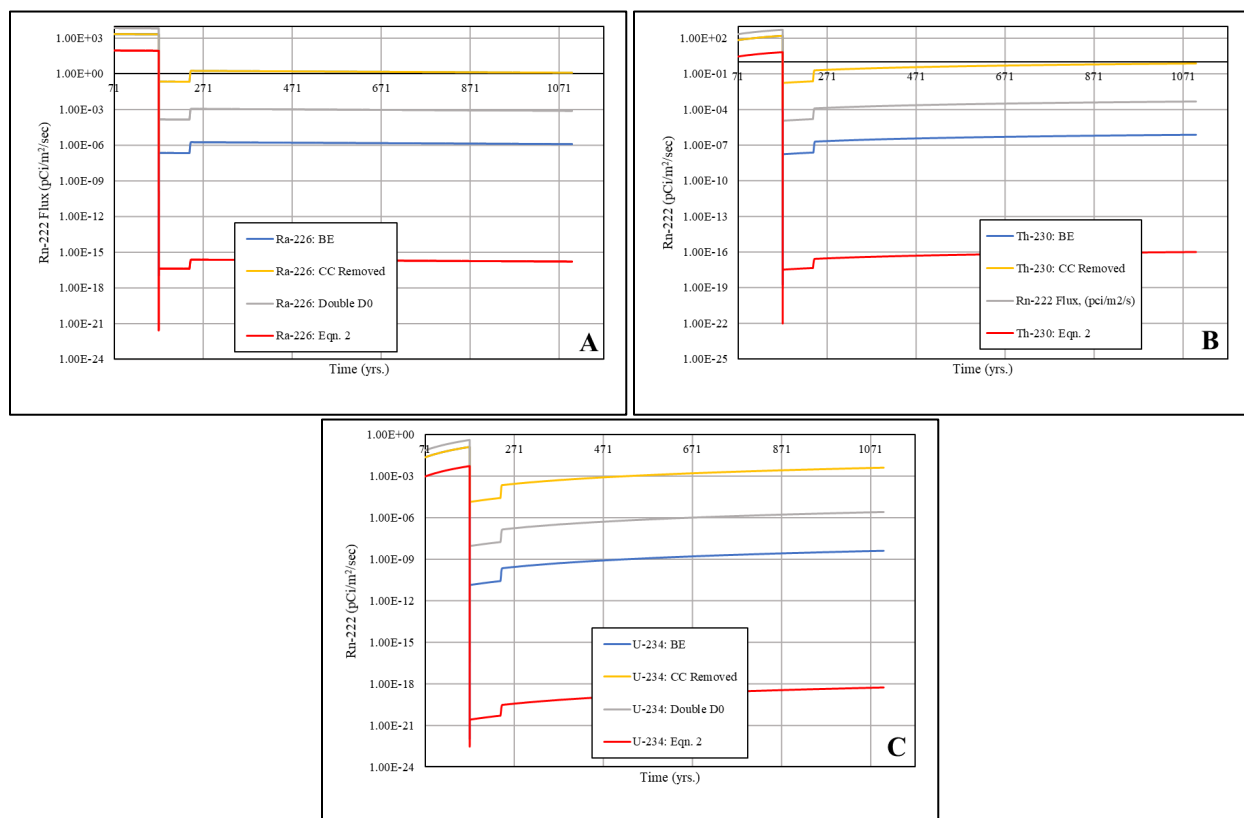 1.00E+03
1.00E+00
1.00E-03
1.00E-06
1.00E-09
1.00E-12
1.00E-15
1.00E-18
1.00E-21
1.00E-24
71 271 471 671 871 1071
Rn-222 Flux (pCi/m²/sec)
Time (yrs.)
Ra-226: BE
Ra-226: CC Removed
Ra-226: Double D0
Ra-226: Eqn. 2
A
1.00E+02
1.00E-01
1.00E-04
1.00E-07
1.00E-10
1.00E-13
1.00E-16
1.00E-19
1.00E-22
1.00E-25
71 271 471 671 871 1071
Rn-222 (pCi/m²/sec)
Time (yrs.)
Th-230: BE
Th-230: CC Removed
Rn-222 Flux, (pci/m2/s)
Th-230: Eqn. 2
B
1.00E+00
1.00E-03
1.00E-06
1.00E-09
1.00E-12
1.00E-15
1.00E-18
1.00E-21
1.00E-24
71 271 471 671 871 1071
Rn-222 (pCi/m²/sec)
Time (yrs.)
U-234: BE
U-234: CC Removed
U-234: Double D0
U-234: Eqn. 2
C